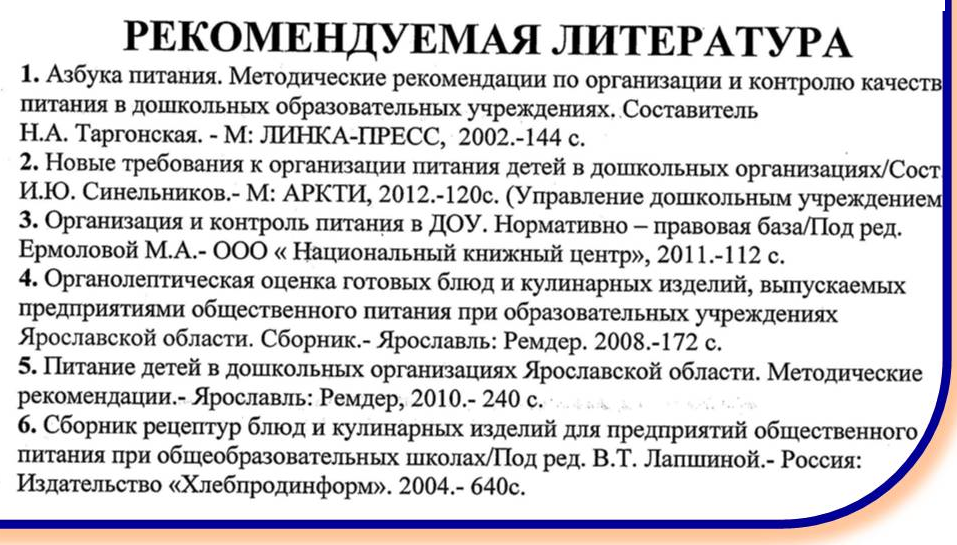 РЕКОМЕНДУЕМАЯ ЛИТЕРАТУРА
1. Азбука питания. Методические рекомендации по организации и контролю качеств
питания в дошкольных образовательных учреждениях. Составитель
Н.А. Таргонская. - М: ЛИНКА-ПРЕСС, 2002.-144 с.
2. Новые требования к организации питания детей в дошкольных организациях/Сост.
И.Ю. Синельников.- М: АРКТИ, 2012.-120с. (Управление дошкольным учреждением
3. Организация и контроль питания в ДОУ. Нормативно – правовая база/Под ред.
Ермоловой М.А.- ООО « Национальный книжный центр», 2011.-112 с.
4. Органолептическая оценка готовых блюд и кулинарных изделий, выпускаемых
предприятиями общественного питания при образовательных учреждениях
Ярославской области. Сборник.- Ярославль: Ремдер. 2008.-172 с.
5. Питание детей в дошкольных организациях Ярославской области. Методические
рекомендации.- Ярославль: Ремдер, 2010.- 240 с.
6. Сборник рецептур блюд и кулинарных изделий для предприятий общественного
питания при общеобразовательных школах/Под ред. В.Т. Лапшиной.- Россия:
Издательство «Хлебпродинформ». 2004.- 640с.